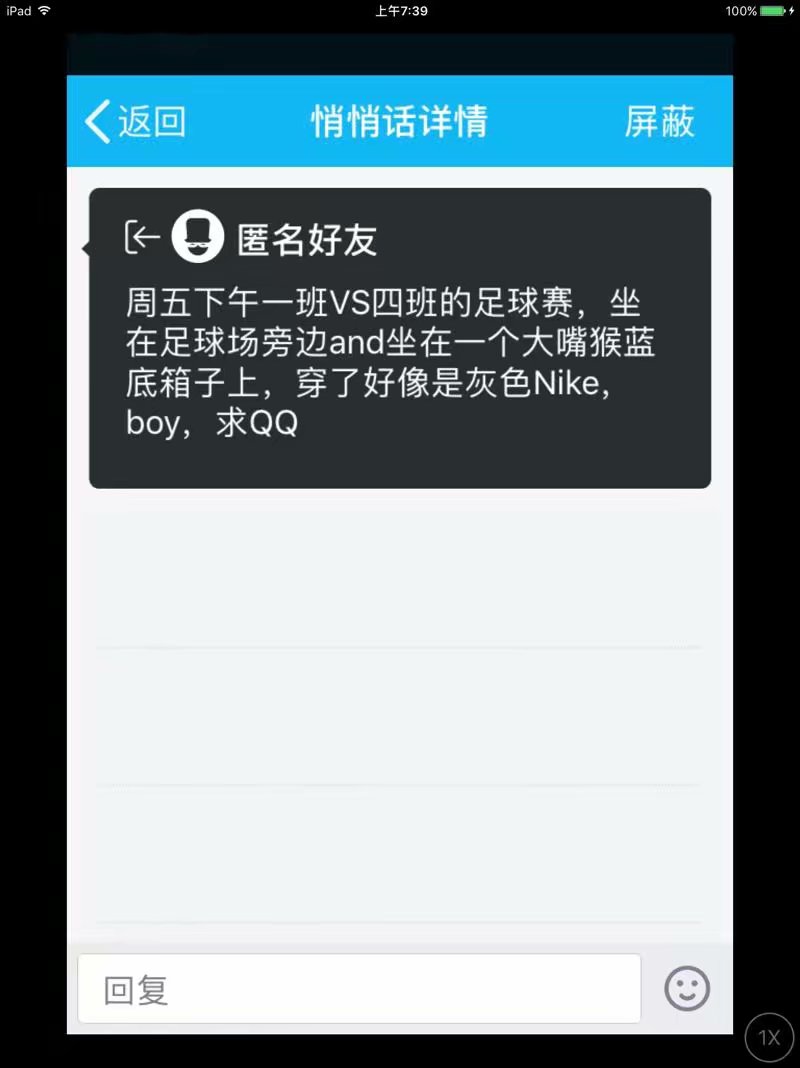 iPad 上午7:39 100%
返回 悄悄话详情 屏蔽
匿名好友
周五下午一班VS四班的足球赛，坐
在足球场旁边and坐在一个大嘴猴蓝
底箱子上，穿了好像是灰色Nike，
boy，求QQ
回复
1X